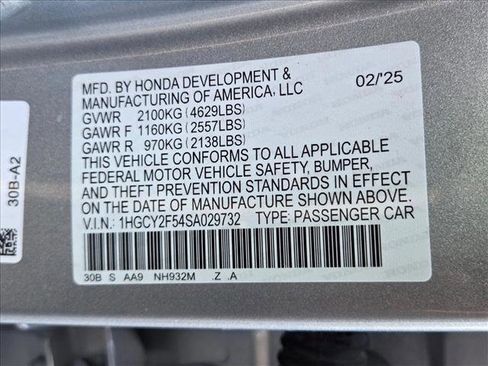 MFD. BY HONDA DEVELOPMENT & 02/'25
MANUFACTURING OF AMERICA, LLC
GVWR 2100KG(4629LBS)
GAWR F 1160KG(2557LBS)
GAWR R 970KG(2138LBS)
THIS VEHICLE CONFORMS TO ALL APPLICABLE
FEDERAL MOTOR VEHICLE SAFETY, BUMPER,
AND THEFT PREVENTION STANDARDS IN EFFECT
ON THE DATE OF MANUFACTURE SHOWN ABOVE.
V.I.N.: 1HGCY2F54SA029732 TYPE: PASSENGER CAR
30B S AA9 NH932M .Z .A
30B-A2